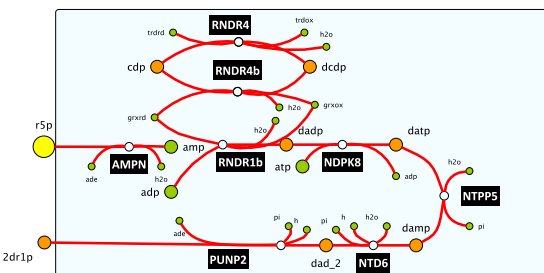 RNDR4
trdrd
trdox
h2o
cdp
dcdp
RNDR4b
grxrd
h2o
grxox
r5p
h2o
dadp
datp
amp
AMPN
RNDR1b
NDPK8
h2o
ade
h2o
atp
adp
adp
NTPP5
pi
h
pi
h
h2o
damp
pi
ade
2dr1p
PUNP2
dad_2
NTD6